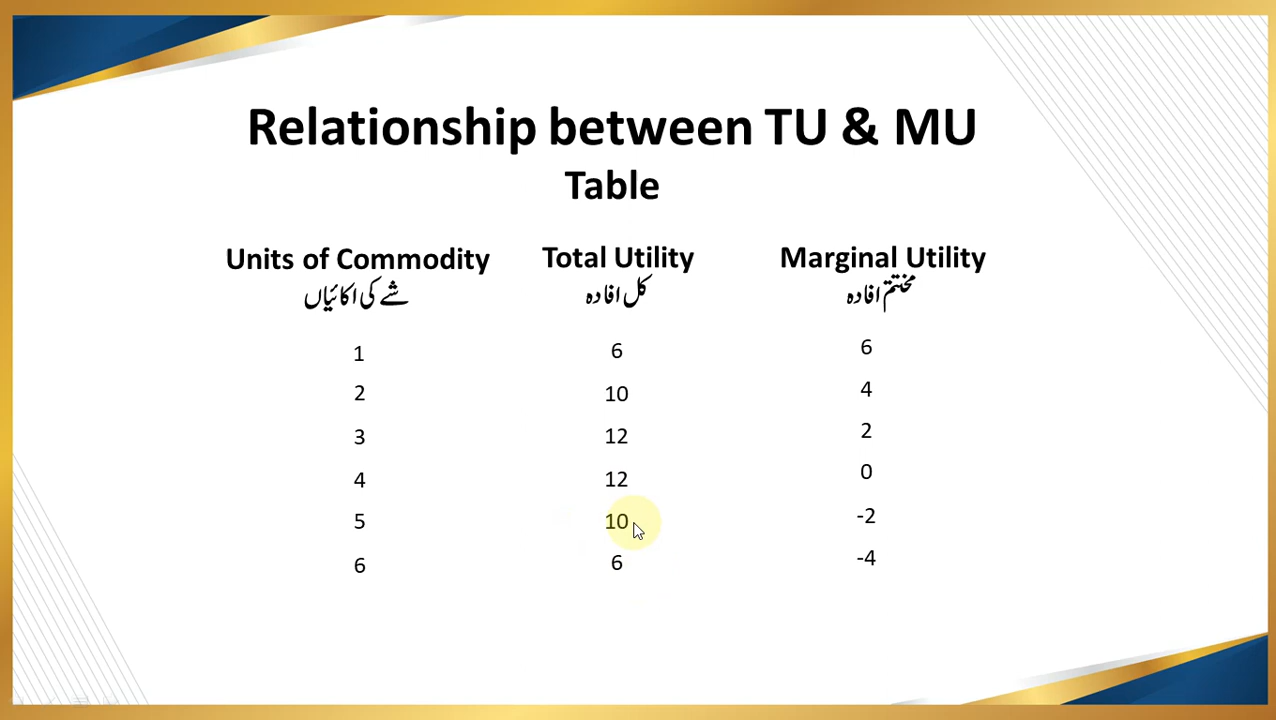 Relationship between TU & MU
Table
Units of Commodity Total Utility Marginal Utility
شے کی اکائیاں کل افادہ مختتم افادہ
1 6 6
2 10 4
3 12 2
4 12 0
5 10 -2
6 6 -4